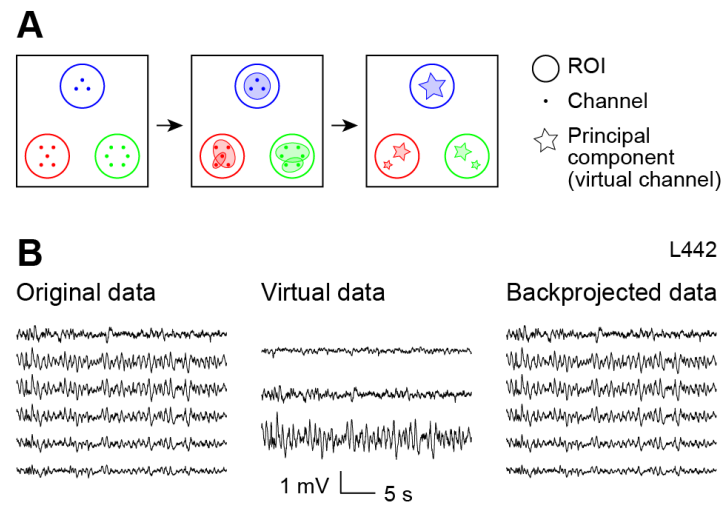 A
ROI
Channel
Principal
component
(virtual channel)
B
L442
Original data
Virtual data
Backprojected data
1 mV
5 s